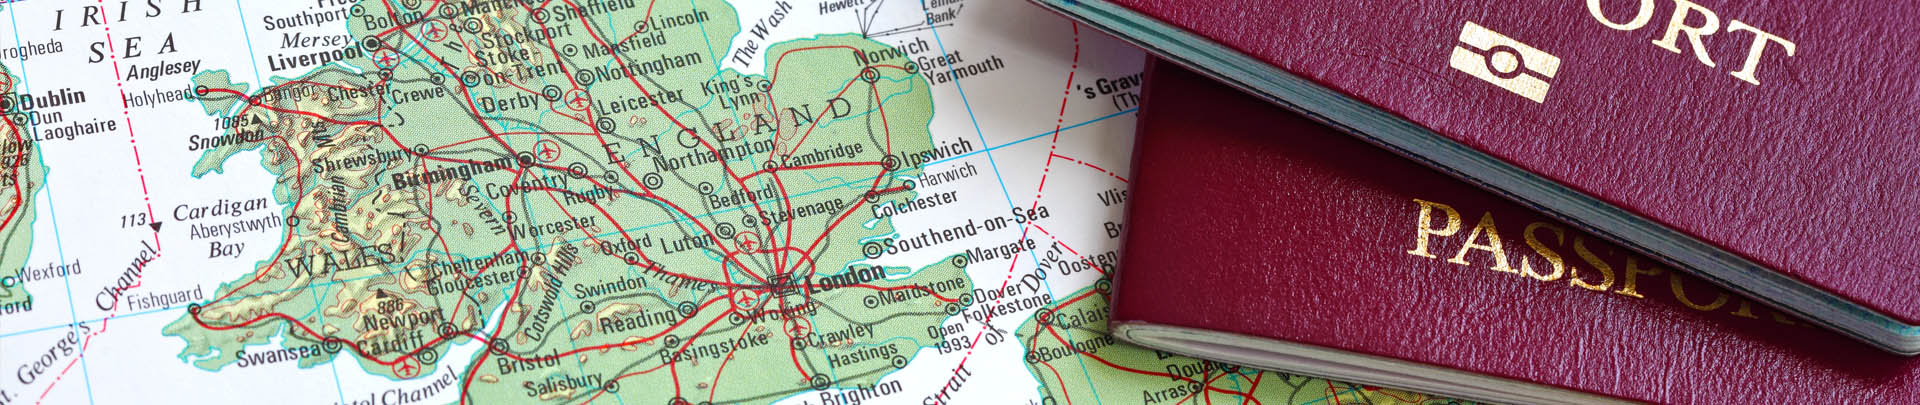 IRISH
SEA
Drogheda
Dublin
Dun
Laoghaire
Wexford
Anglesey
Holyhead
Bangor
1085
Snowdon
113
Cardigan
Aberystwyth
Bay
Channel
St. George's
Fishguard
WALES
Cambrian
886
Newport
Cardiff
Swansea
Bristol Channel
Southport
Bolton
Mersey
Liverpool
Chester
Crewe
Shrewsbury
Sheffield
Stockport
Stoke
on-Trent
Lincoln
Mansfield
Nottingham
Derby
Leicester
King's
Lynn
The Wash
Norwich
Great
Yarmouth
Hewett
Bank
ENGLAND
Birmingham
Coventry
Rugby
Northampton
Cambridge
Ipswich
Harwich
Colchester
Bedford
Stevenage
Severn
Worcester
Cheltenham
Gloucester
Cotswold Hills
Oxford
Luton
Thames
London
Southend-on-Sea
Margate
Maidstone
Dover
Folkestone
Open
1993
Swindon
Reading
Woking
Crawley
Basingstoke
Hastings
Bristol
Salisbury
Brighton
Strait of Dover
Calais
Boulogne
Arras
's Grav
(Th
Vlis
Oosten
Doua
ORT
PASSPOR